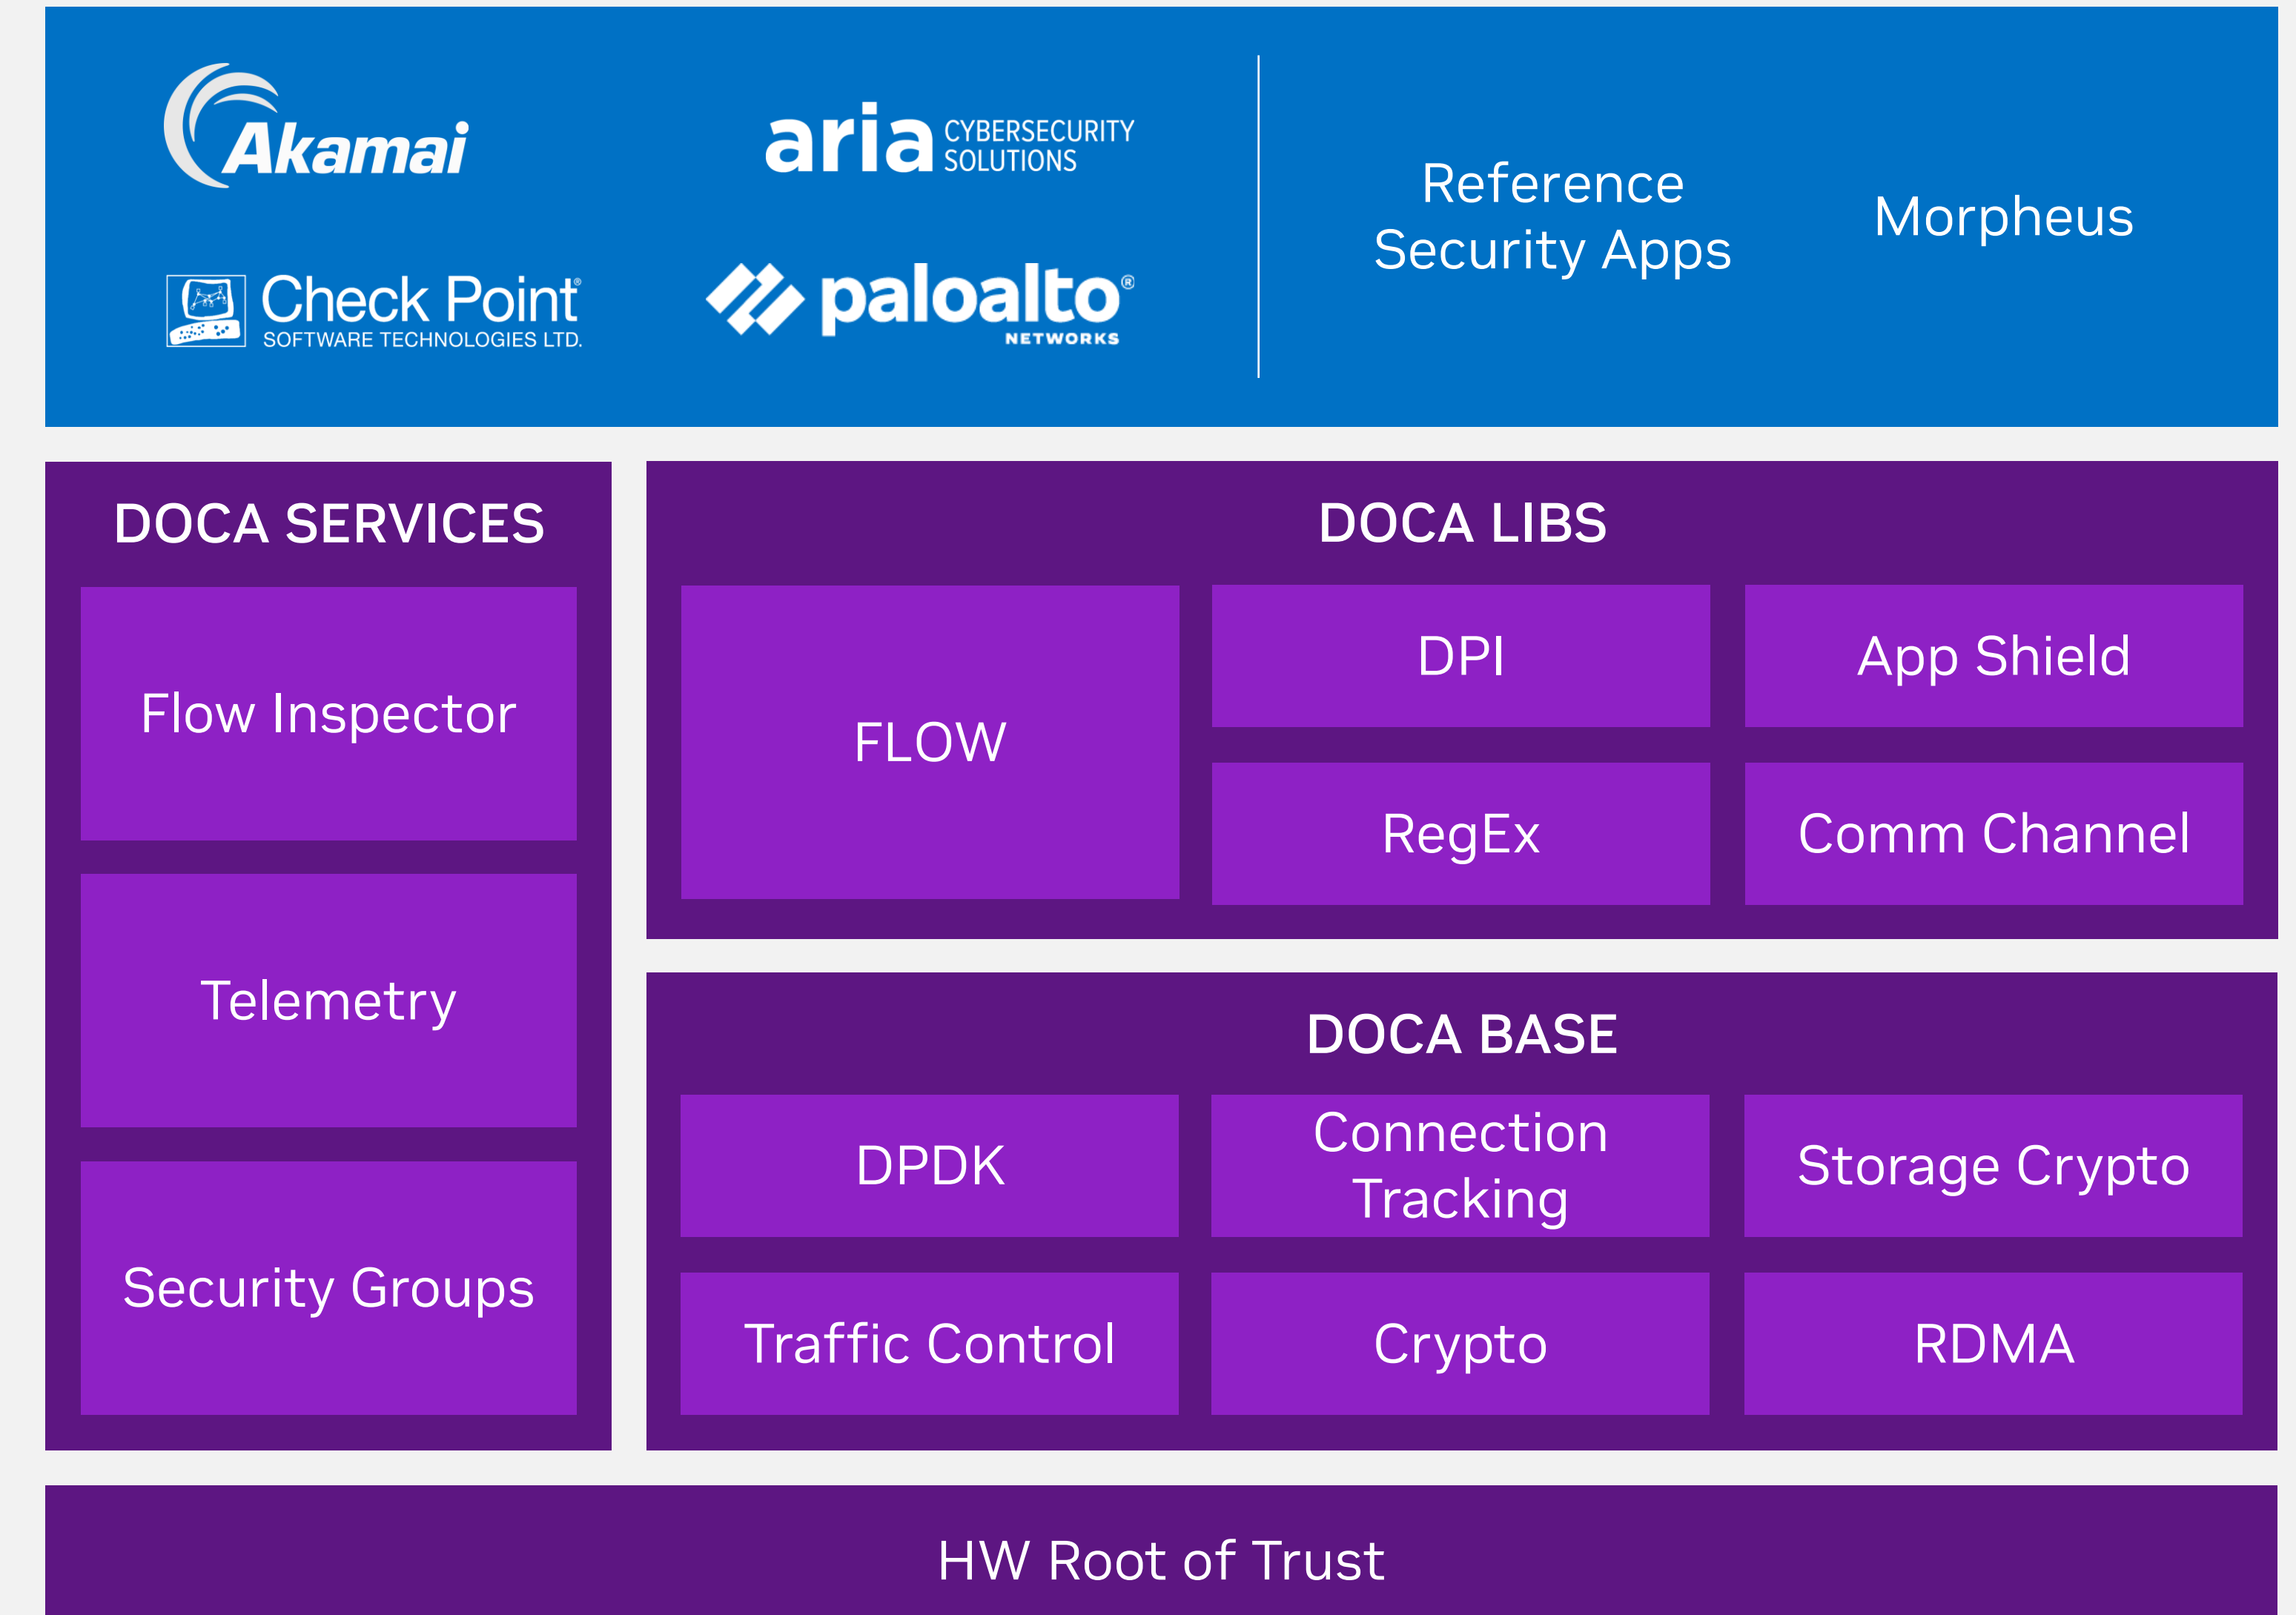 Akamai
aria CYBERSECURITY
SOLUTIONS
Check Point®
SOFTWARE TECHNOLOGIES LTD.
paloalto®
NETWORKS
Reference
Security Apps
Morpheus
DOCA SERVICES
Flow Inspector
Telemetry
Security Groups
DOCA LIBS
FLOW
DPI
App Shield
RegEx
Comm Channel
DOCA BASE
DPDK
Connection
Tracking
Storage Crypto
Traffic Control
Crypto
RDMA
HW Root of Trust